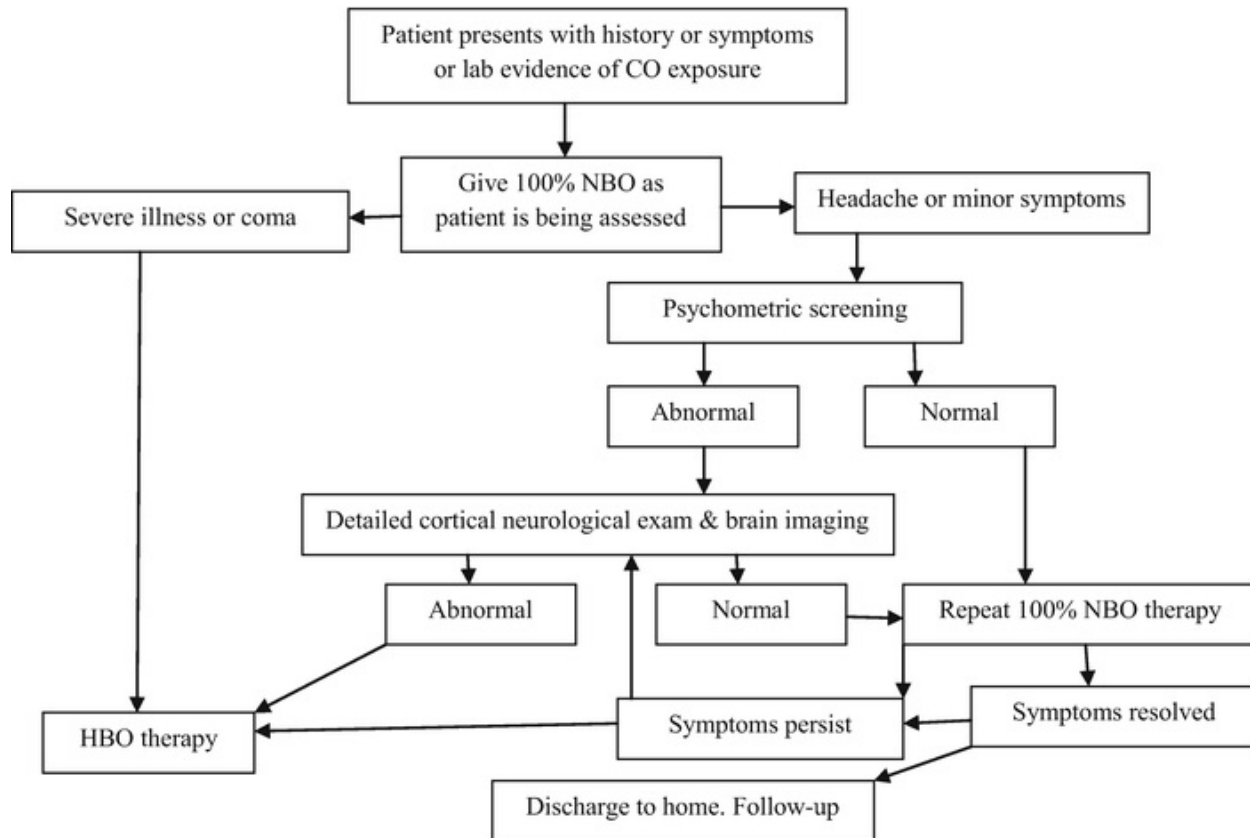 Patient presents with history or symptoms
or lab evidence of CO exposure
Give 100% NBO as
patient is being assessed
Severe illness or coma
Headache or minor symptoms
Psychometric screening
Abnormal
Normal
Detailed cortical neurological exam & brain imaging
Abnormal
Normal
Repeat 100% NBO therapy
HBO therapy
Symptoms persist
Symptoms resolved
Discharge to home. Follow-up